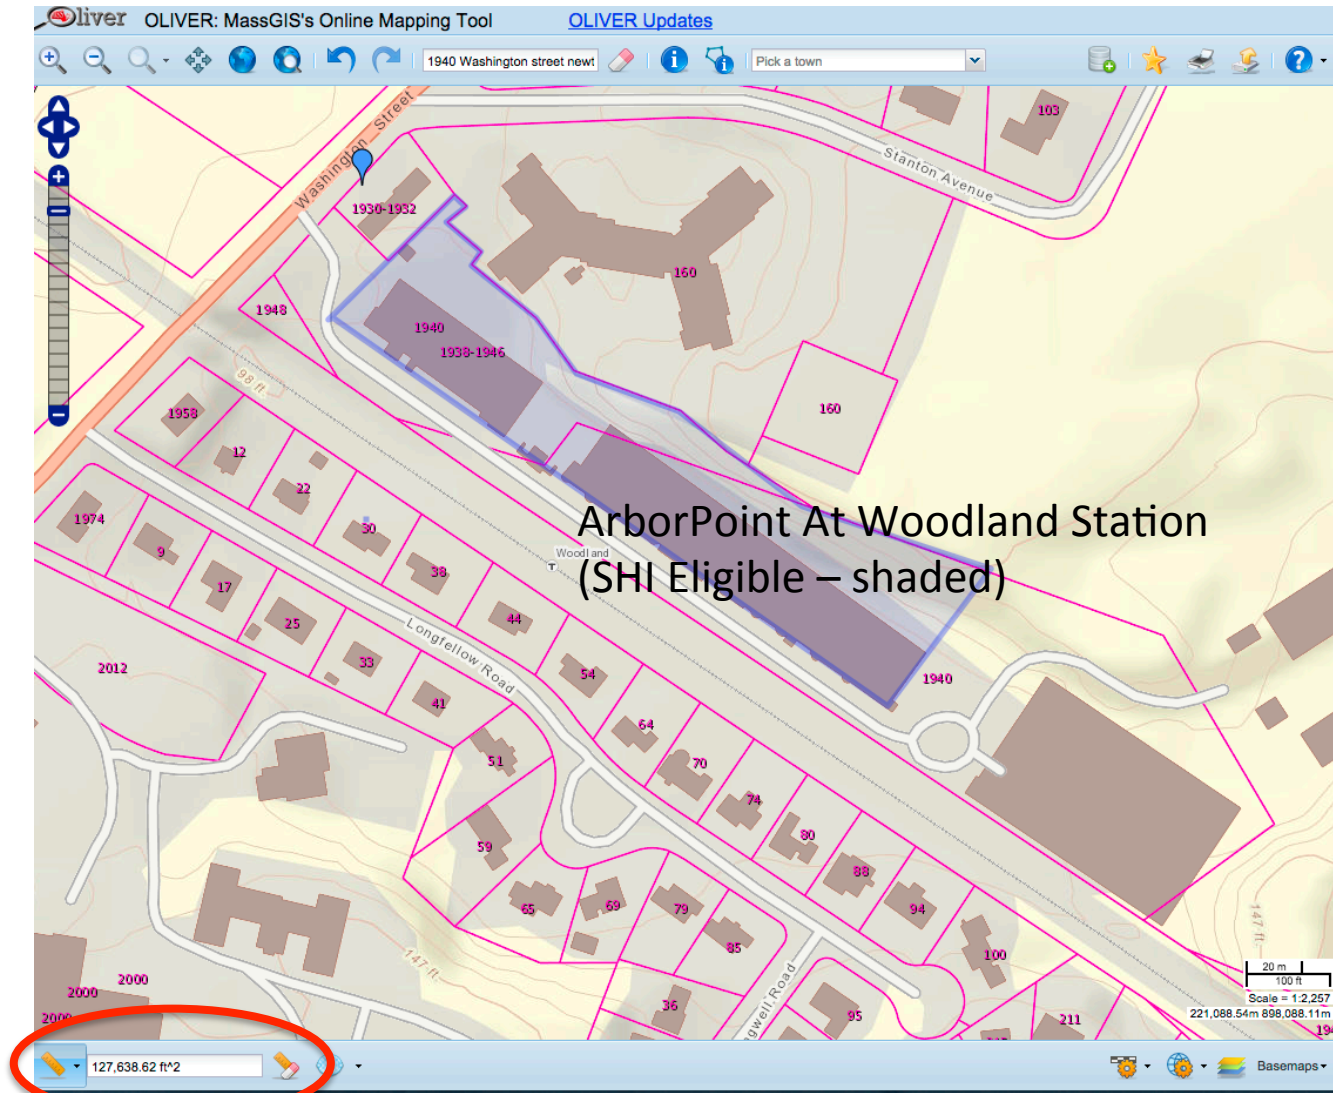 Oliver OLIVER: MassGIS's Online Mapping Tool OLIVER Updates
1940 Washington street newt
Pick a town
Washington Street
Stanton Avenue
103
1930-1932
160
1948
1940
1938-1946
98 ft.
160
1958
12
22
1974
30
9
38
17
44
25
33
54
41
2012
Longfellow Road
Woodland
T
ArborPoint At Woodland Station
(SHI Eligible – shaded)
1940
64
51
70
74
59
80
88
65
69
79
94
85
100
147 ft.
147 ft.
2000
2000
2000
36
95
211
gwell Road
20 m
100 ft
Scale = 1:2,257
221,088.54m 898,088.11m
194
127,638.62 ft^2
Basemaps